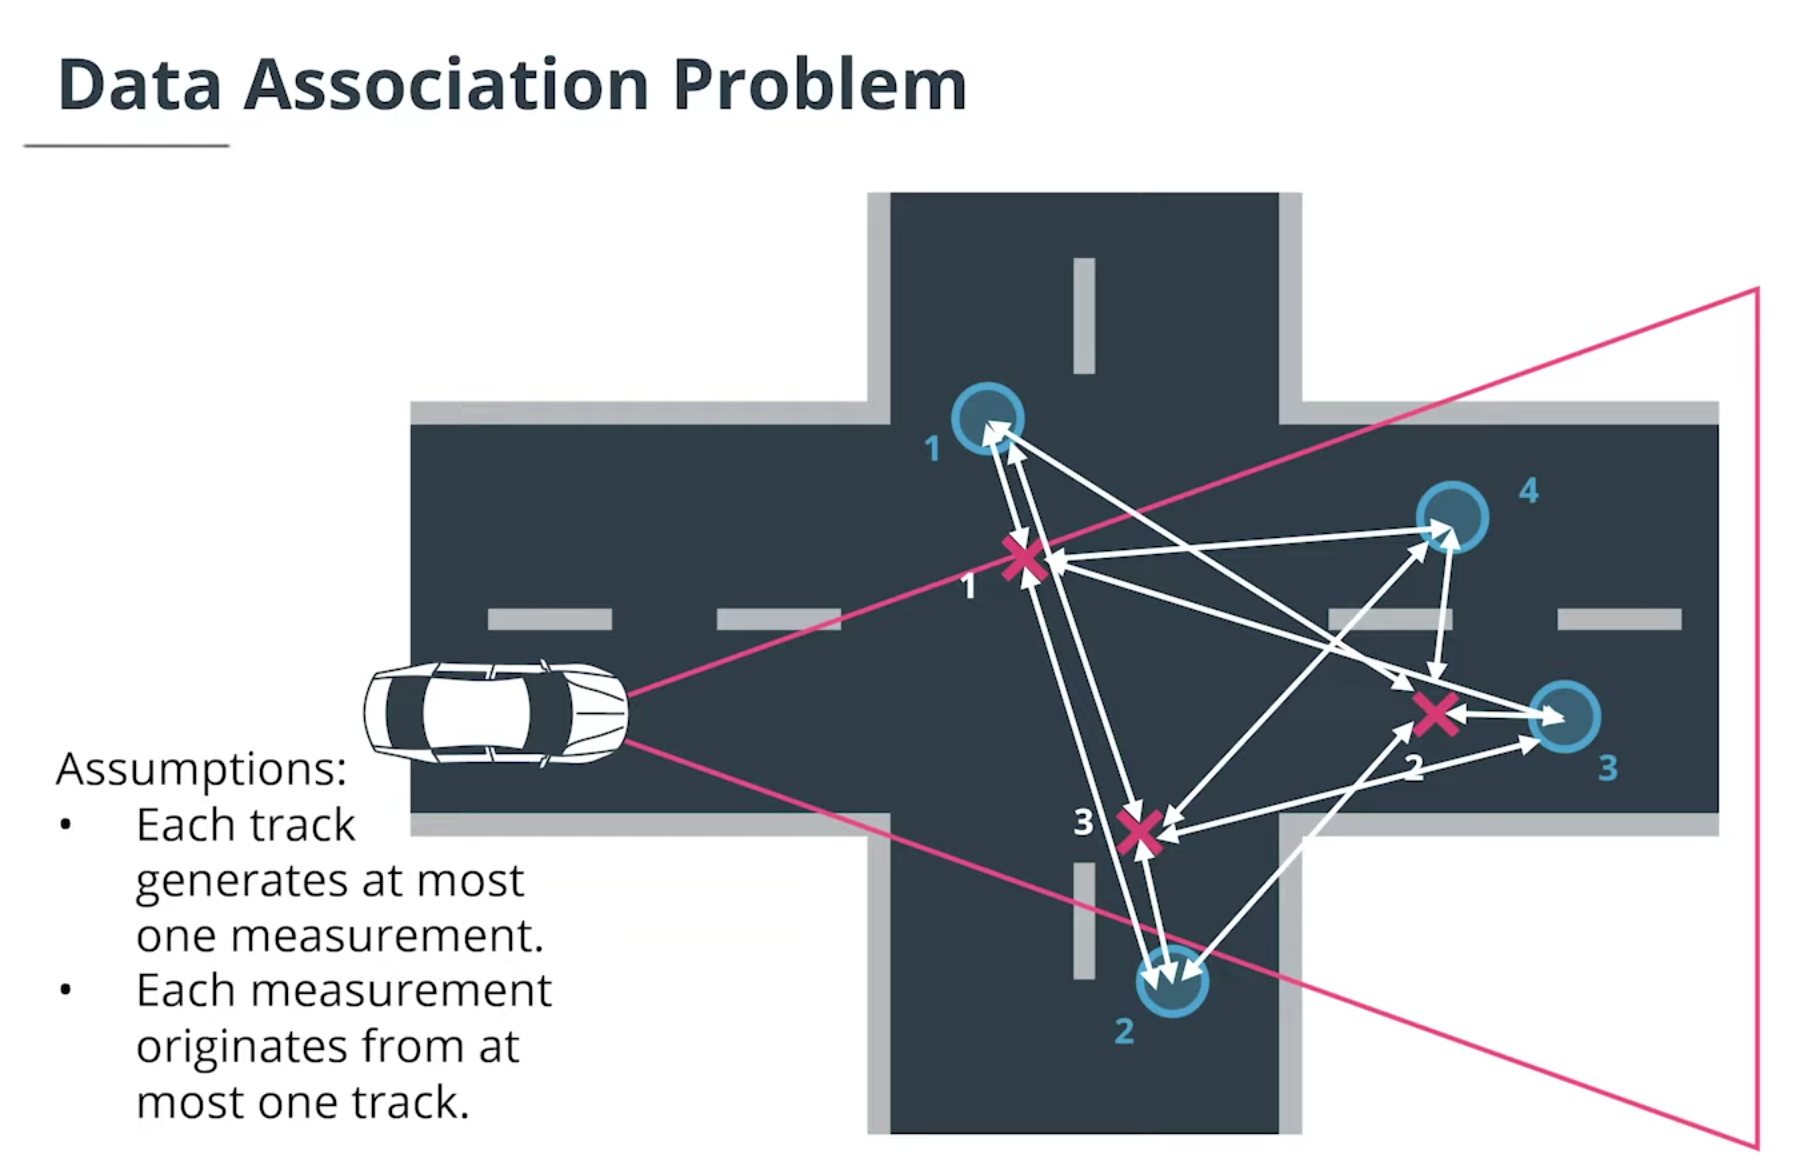 Data Association Problem
1
4
1
2
3
3
2
Assumptions:
• Each track
generates at most
one measurement.
• Each measurement
originates from at
most one track.